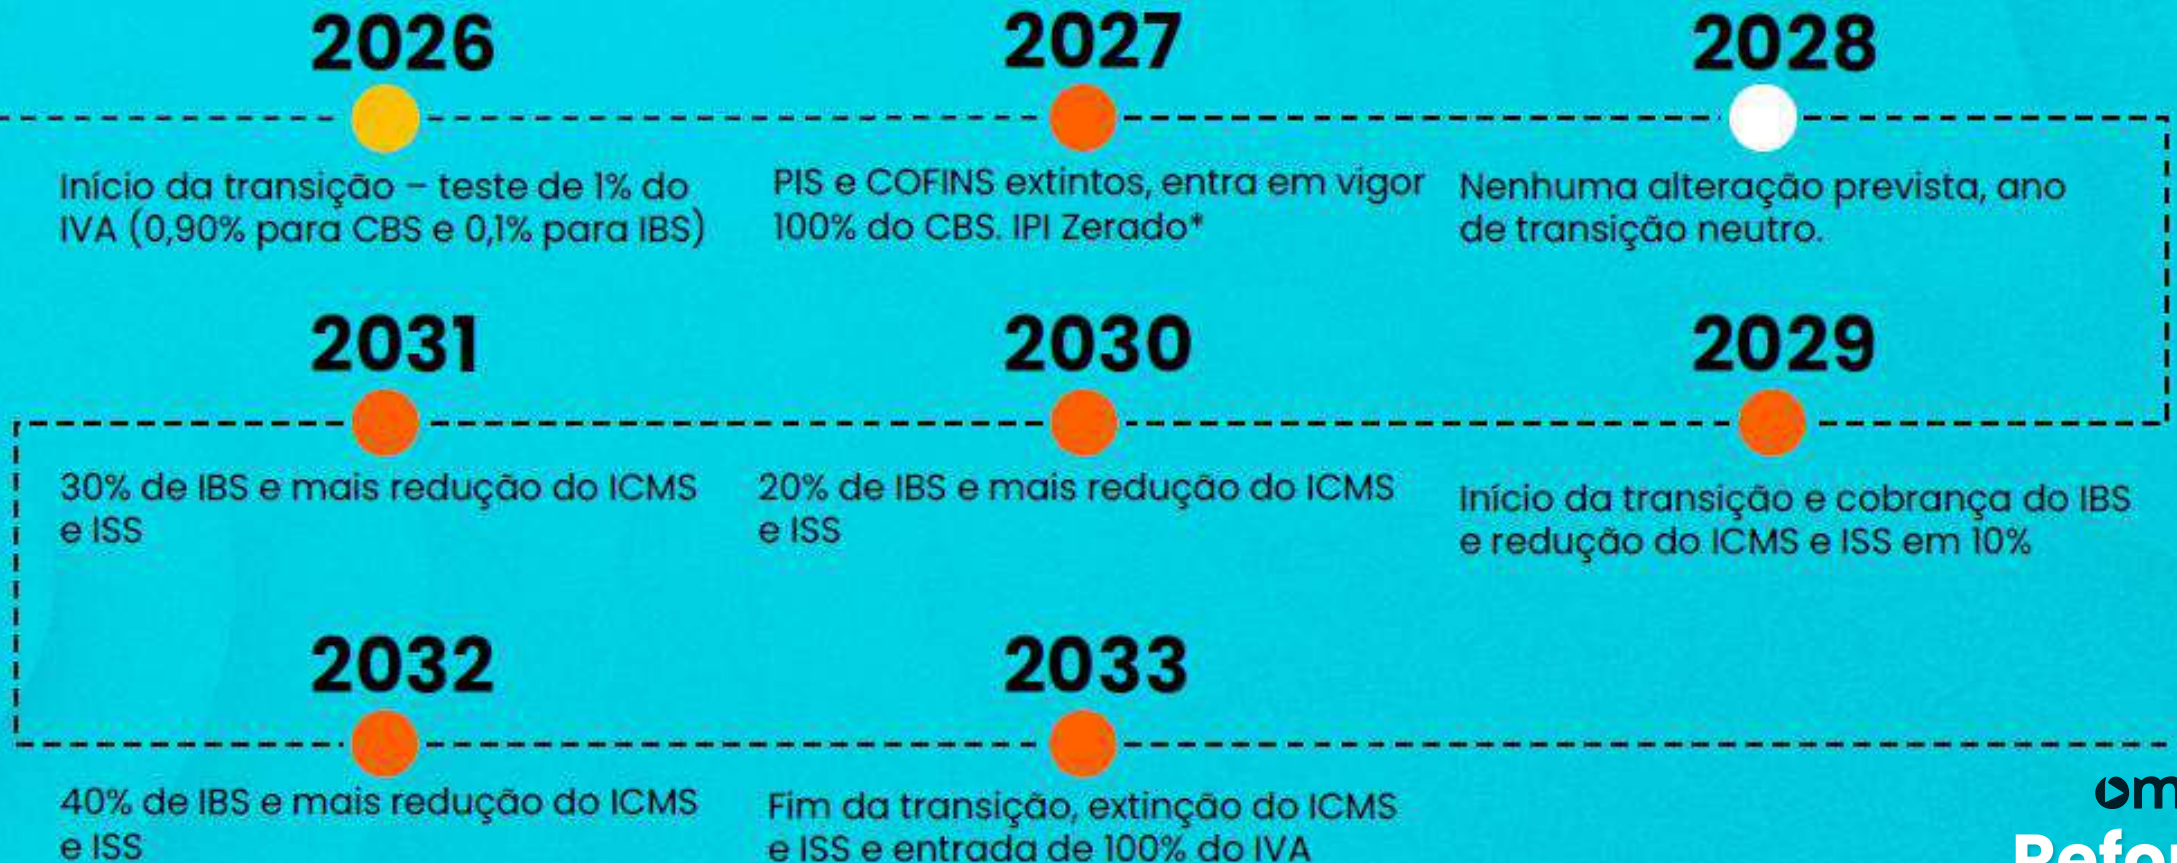 2026
Início da transição – teste de 1% do
IVA (0,90% para CBS e 0,1% para IBS)
2027
PIS e COFINS extintos, entra em vigor
100% do CBS. IPI Zerado*
2028
Nenhuma alteração prevista, ano
de transição neutro.
2031
30% de IBS e mais redução do ICMS
e ISS
2030
20% de IBS e mais redução do ICMS
e ISS
2029
Início da transição e cobrança do IBS
e redução do ICMS e ISS em 10%
2032
40% de IBS e mais redução do ICMS
e ISS
2033
Fim da transição, extinção do ICMS
e ISS e entrada de 100% do IVA